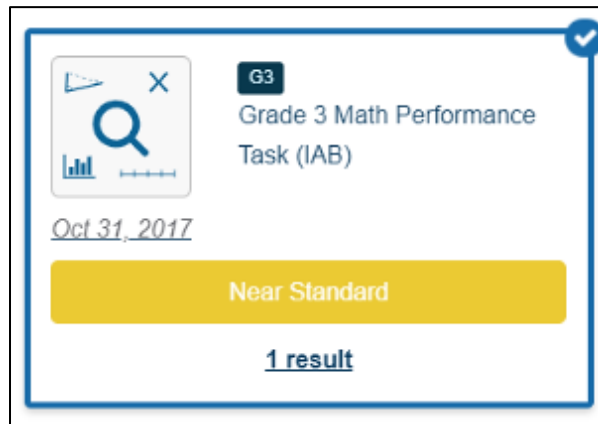 G3
Grade 3 Math Performance
Task (IAB)
Oct 31, 2017
Near Standard
1 result